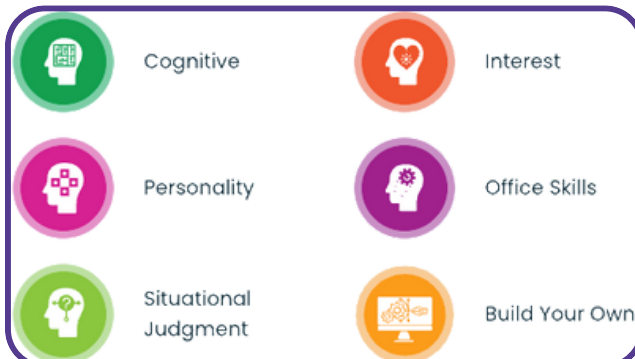 Cognitive
Interest
Personality
Office Skills
Situational
Judgment
Build Your Own